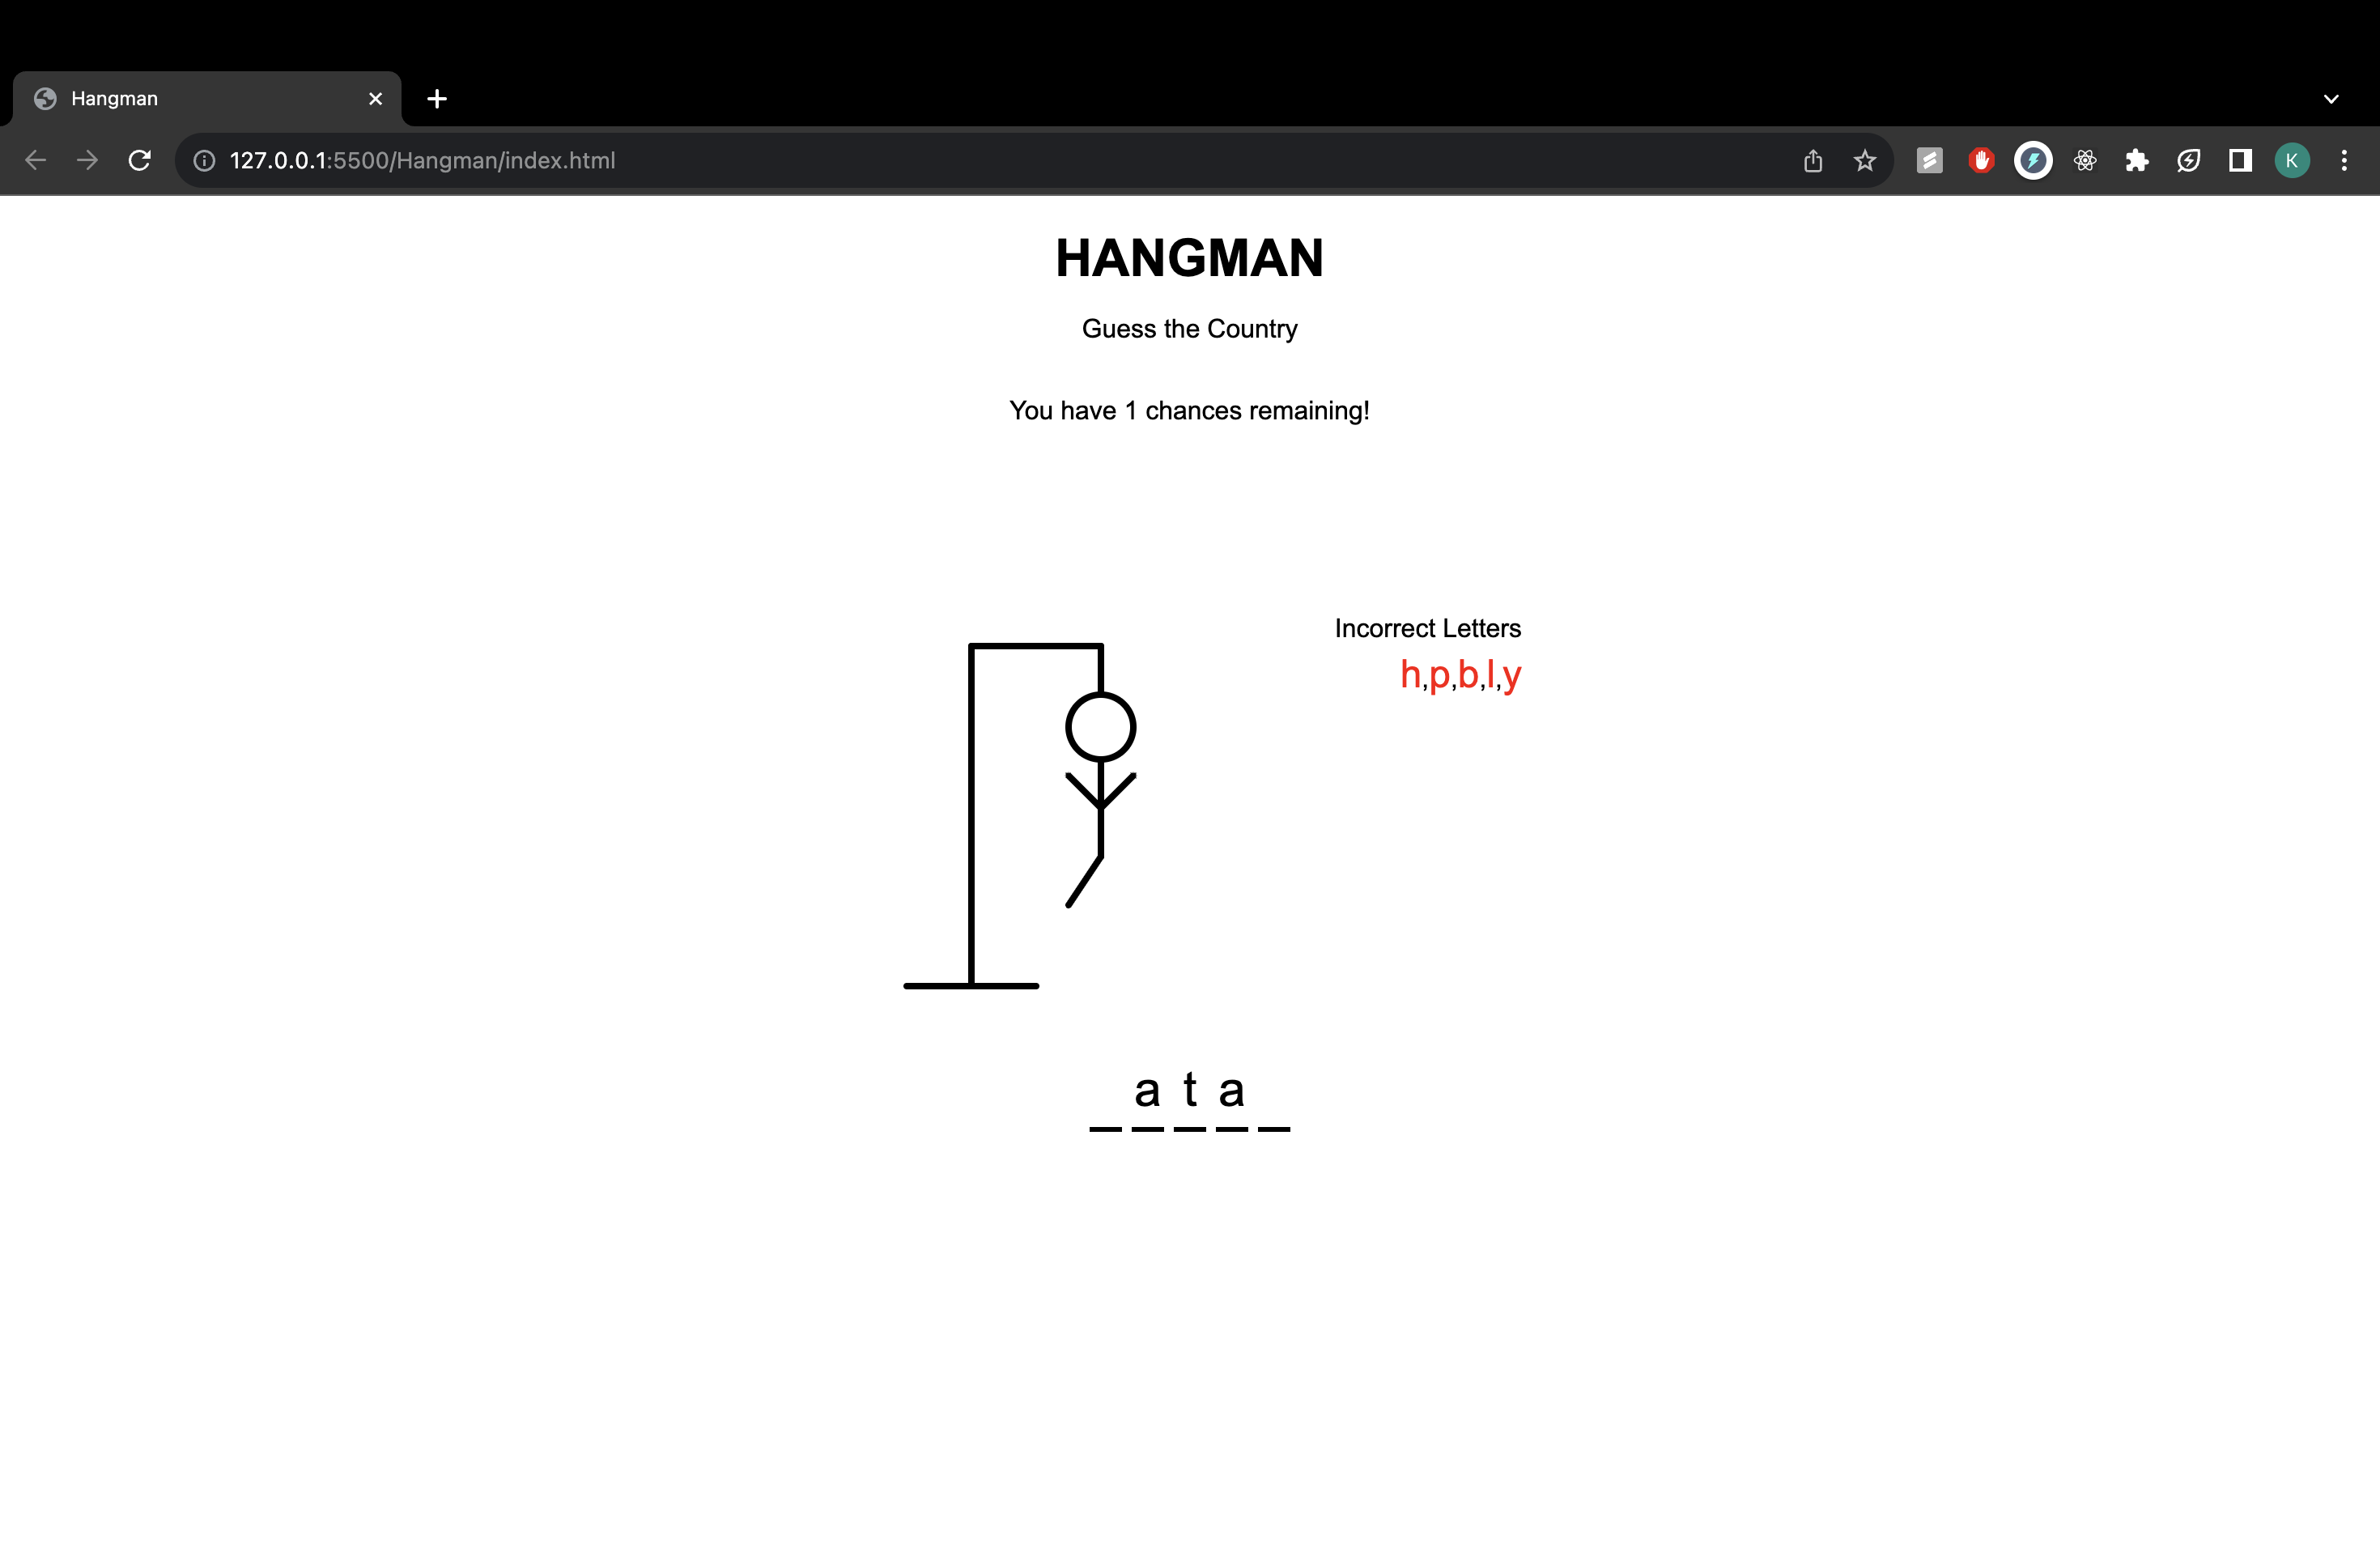 Hangman
127.0.0.1:5500/Hangman/index.html
K
HANGMAN
Guess the Country
You have 1 chances remaining!
Incorrect Letters
h,p,b,l,y
_ a t a _